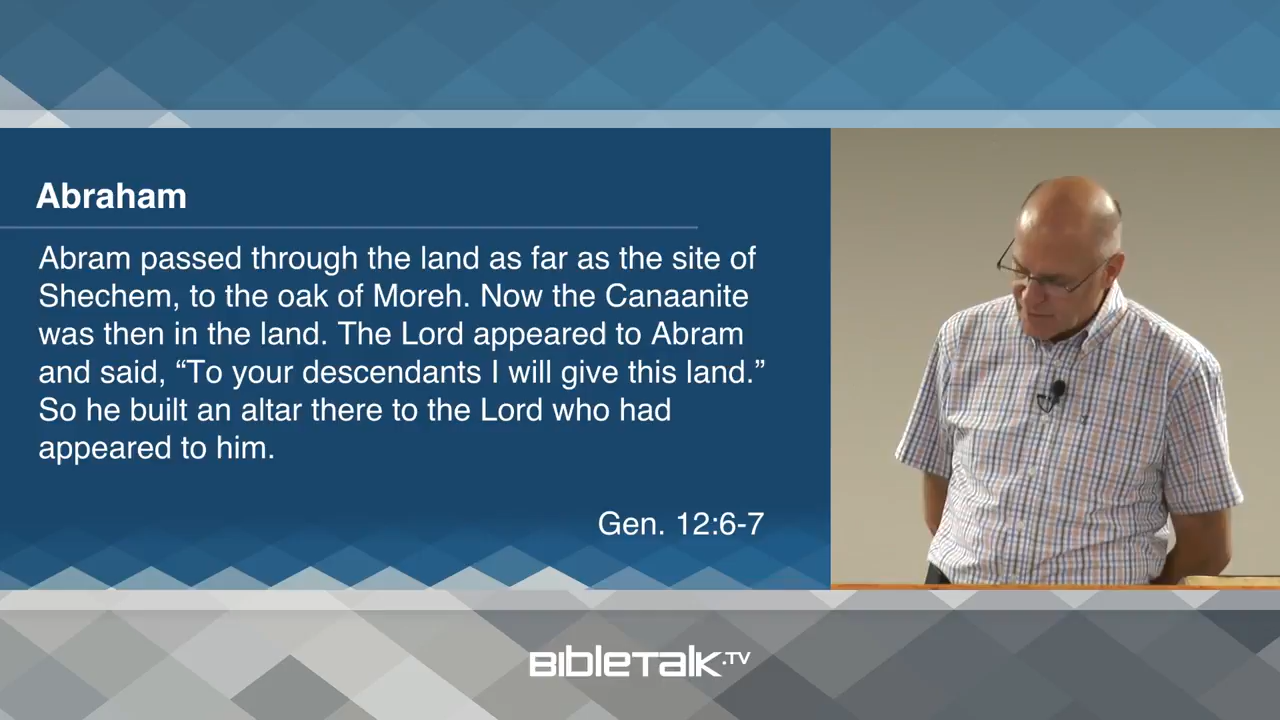 Abraham
Abram passed through the land as far as the site of
Shechem, to the oak of Moreh. Now the Canaanite
was then in the land. The Lord appeared to Abram
and said, “To your descendants I will give this land.”
So he built an altar there to the Lord who had
appeared to him.
Gen. 12:6-7
BIBLETALK.TV